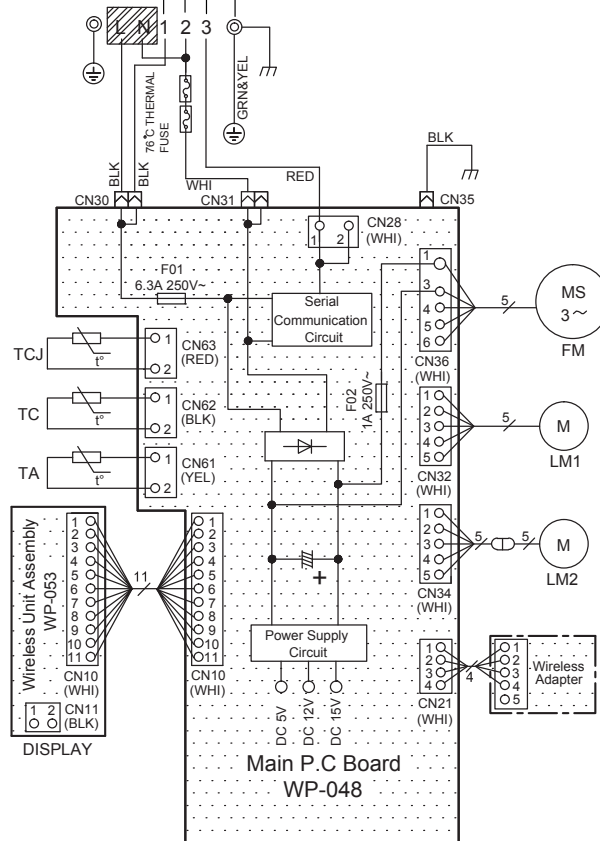 L N 1 2 3
GRN&YEL
76°C THERMAL
FUSE
BLK
BLK
WHI
RED
BLK
CN30
CN31
CN35
CN28
(WHI)
1 2
F01
6.3A 250V~
Serial
Communication
Circuit
1
3
4
5
6
CN36
(WHI)
5
MS
3~
FM
TCJ
t°
1
2
CN63
(RED)
TC
t°
1
2
CN62
(BLK)
TA
t°
1
2
CN61
(YEL)
F02
1A 250V~
1
2
3
4
5
CN32
(WHI)
5
M
LM1
1
2
3
4
5
CN34
(WHI)
5
5
M
LM2
+
Wireless Unit Assembly
WP-053
1
2
3
4
5
6
7
8
9
10
11
CN10
(WHI)
11
1
2
3
4
5
6
7
8
9
10
11
CN10
(WHI)
1 2
CN11
(BLK)
DISPLAY
Power Supply
Circuit
DC 5V
DC 12V
DC 15V
1
2
3
4
CN21
(WHI)
4
1
2
3
4
5
Wireless
Adapter
Main P.C Board
WP-048